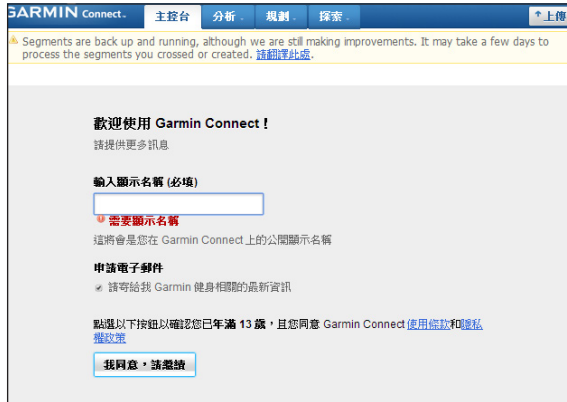 GARMIN Connect. 主控台 分析 規劃 探索 上傳
Segments are back up and running, although we are still making improvements. It may take a few days to
process the segments you crossed or created. 請翻譯此處.
歡迎使用 Garmin Connect！
請提供更多訊息
輸入顯示名稱 (必填)
需要顯示名稱
這將會是您在 Garmin Connect 上的公開顯示名稱
申請電子郵件
請寄給我 Garmin 健身相關的最新資訊
點選以下按鈕以確認您已年滿 13 歲，且您同意 Garmin Connect 使用條款和隱私
權政策
我同意，請繼續